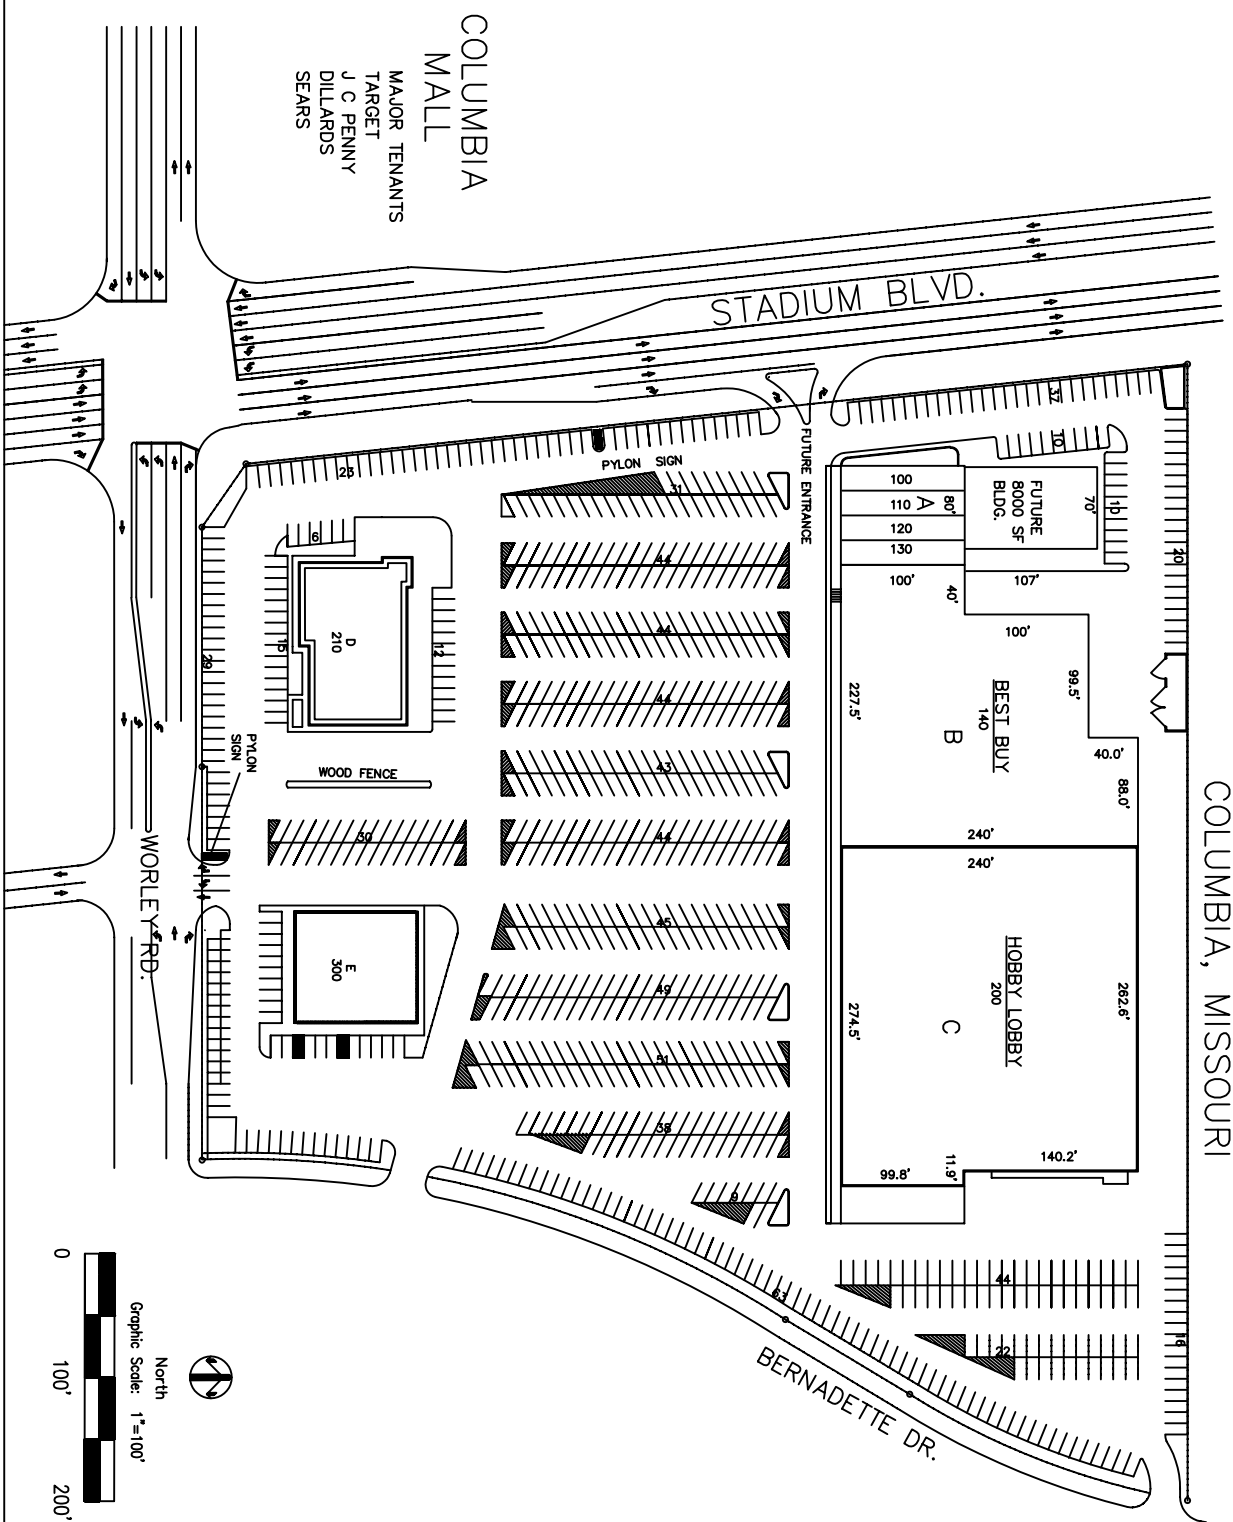 COLUMBIA, MISSOURI
COLUMBIA
MALL
MAJOR TENANTS
TARGET
J C PENNY
DILLARDS
SEARS
STADIUM BLVD.
37
10
10
20
FUTURE
8000 SF
BLDG.
70'
80'
107'
100
110
120
130
A
100'
40'
100'
99.5'
40.0'
88.0'
227.5'
BEST BUY
140
B
240'
240'
HOBBY LOBBY
200
C
262.6'
274.5'
140.2'
11.9'
99.8'
FUTURE ENTRANCE
PYLON SIGN
23
31
44
44
44
43
44
45
49
51
38
9
6
D
210
12
15
29
PYLON
SIGN
WOOD FENCE
30
E
300
WORLEY RD.
44
22
16
63
BERNADETTE DR.
North
Graphic Scale: 1"=100'
0
100'
200'